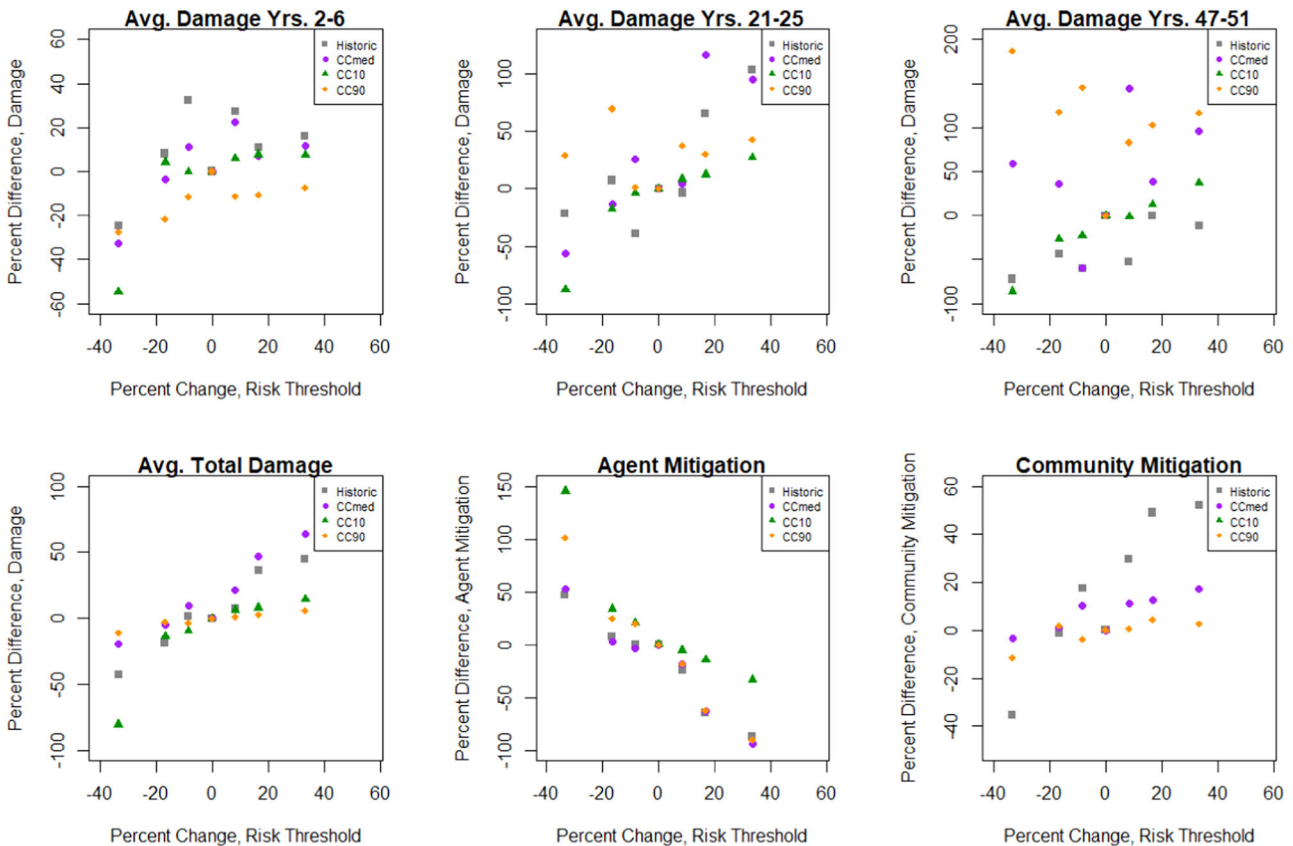 Avg. Damage Yrs. 2-6
Percent Difference, Damage
60
40
20
0
-20
-40
-60
Historic
CCmed
CC10
CC90
-40 -20 0 20 40 60
Percent Change, Risk Threshold
Avg. Damage Yrs. 21-25
Percent Difference, Damage
100
50
0
-50
-100
Historic
CCmed
CC10
CC90
-40 -20 0 20 40 60
Percent Change, Risk Threshold
Avg. Damage Yrs. 47-51
Percent Difference, Damage
200
100
50
0
-100
Historic
CCmed
CC10
CC90
-40 -20 0 20 40 60
Percent Change, Risk Threshold
Avg. Total Damage
Percent Difference, Damage
100
50
0
-50
-100
Historic
CCmed
CC10
CC90
-40 -20 0 20 40 60
Percent Change, Risk Threshold
Agent Mitigation
Percent Difference, Agent Mitigation
150
100
50
0
-50
-100
Historic
CCmed
CC10
CC90
-40 -20 0 20 40 60
Percent Change, Risk Threshold
Community Mitigation
Percent Difference, Community Mitigation
60
40
20
0
-20
-40
Historic
CCmed
CC10
CC90
-40 -20 0 20 40 60
Percent Change, Risk Threshold